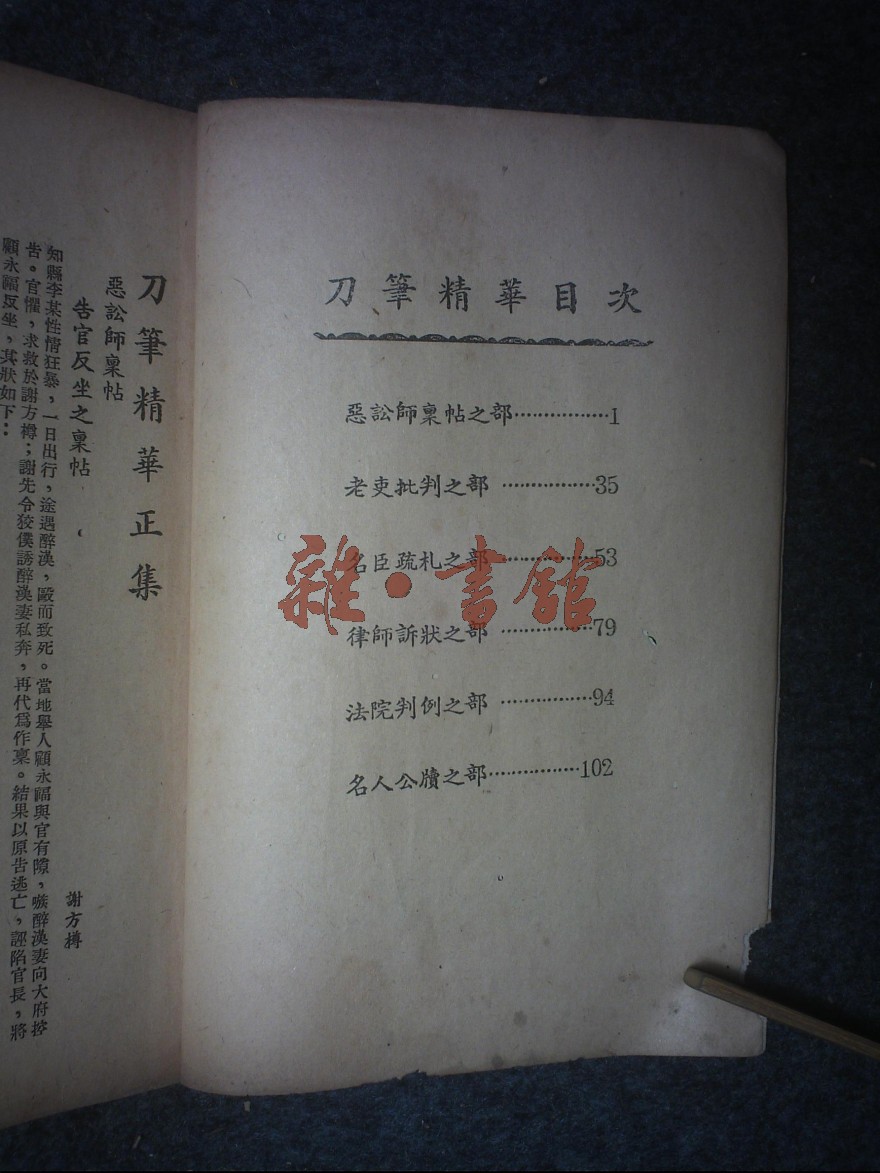 刀筆精華目次
惡訟師稟帖之部………………1
老吏批判之部………………35
名臣疏札之部………………53
律師訴狀之部………………79
法院判例之部………………94
名人公牘之部………………102
雜·書館
刀筆精華正集
惡訟師稟帖
告官反坐之稟帖
謝方樽
知縣李某性情狂暴，一日出行，途遇醉漢，毆而致死。當地舉人顧永福與官有隙，嗾醉漢妻向大府控
告。官懼，求救於謝方樽；謝先令狡僕誘醉漢妻私奔，再代爲作稟。結果以原告逃亡，誣陷官長，將
顧永福反坐，其狀如下：